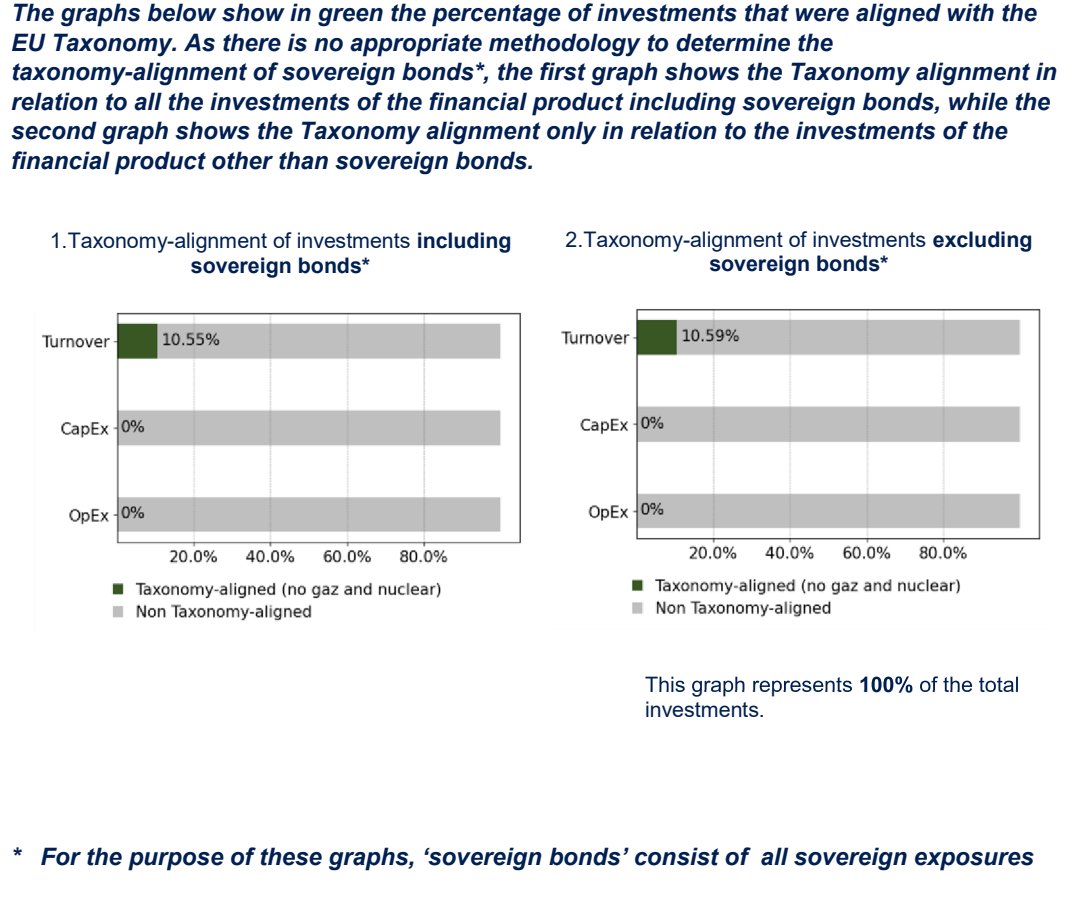 The graphs below show in green the percentage of investments that were aligned with the
EU Taxonomy. As there is no appropriate methodology to determine the
taxonomy-alignment of sovereign bonds*, the first graph shows the Taxonomy alignment in
relation to all the investments of the financial product including sovereign bonds, while the
second graph shows the Taxonomy alignment only in relation to the investments of the
financial product other than sovereign bonds.
1.Taxonomy-alignment of investments including
sovereign bonds*
Turnover 10.55%
CapEx 0%
OpEx 0%
20.0% 40.0% 60.0% 80.0%
Taxonomy-aligned (no gaz and nuclear)
Non Taxonomy-aligned
2.Taxonomy-alignment of investments excluding
sovereign bonds*
Turnover 10.59%
CapEx 0%
OpEx 0%
20.0% 40.0% 60.0% 80.0%
Taxonomy-aligned (no gaz and nuclear)
Non Taxonomy-aligned
This graph represents 100% of the total
investments.
* For the purpose of these graphs, ‘sovereign bonds’ consist of all sovereign exposures